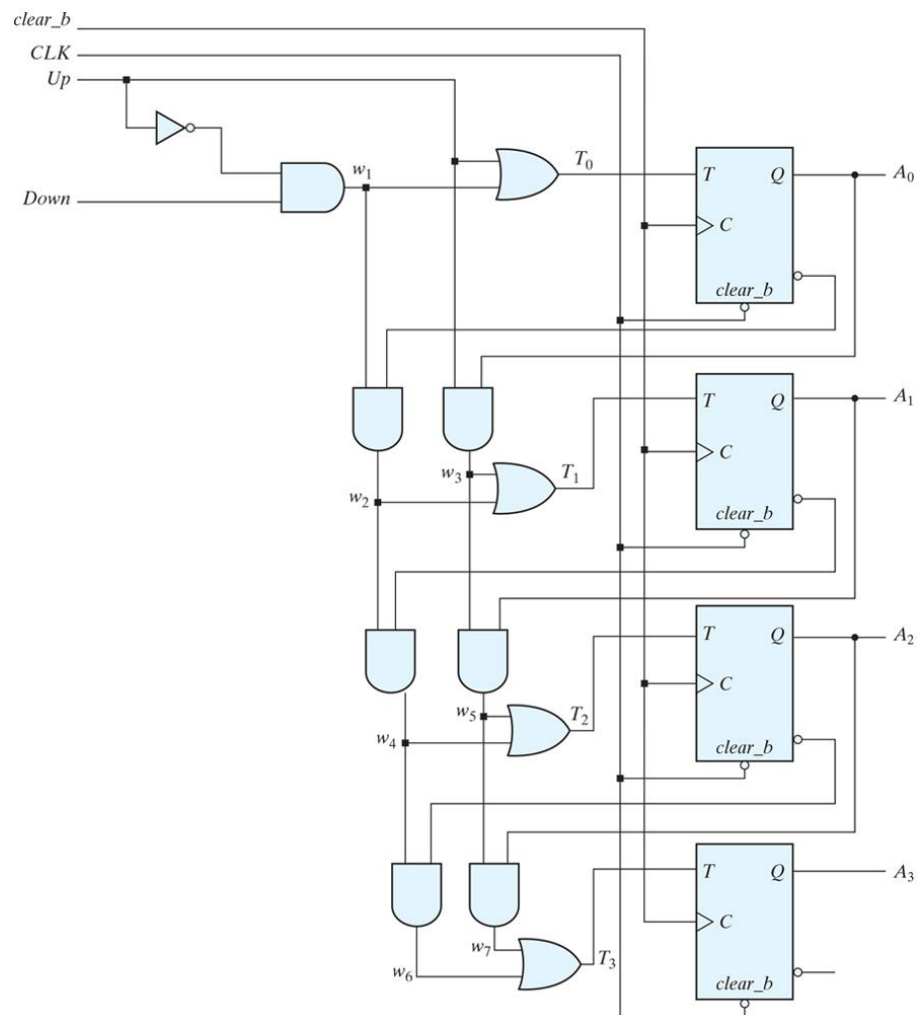 clear_b
CLK
Up
Down
w1
T0
T Q A0
C
clear_b
T Q A1
C
w3
T1
w2
clear_b
T Q A2
C
w5
T2
w4
clear_b
T Q A3
C
w7
T3
w6
clear_b